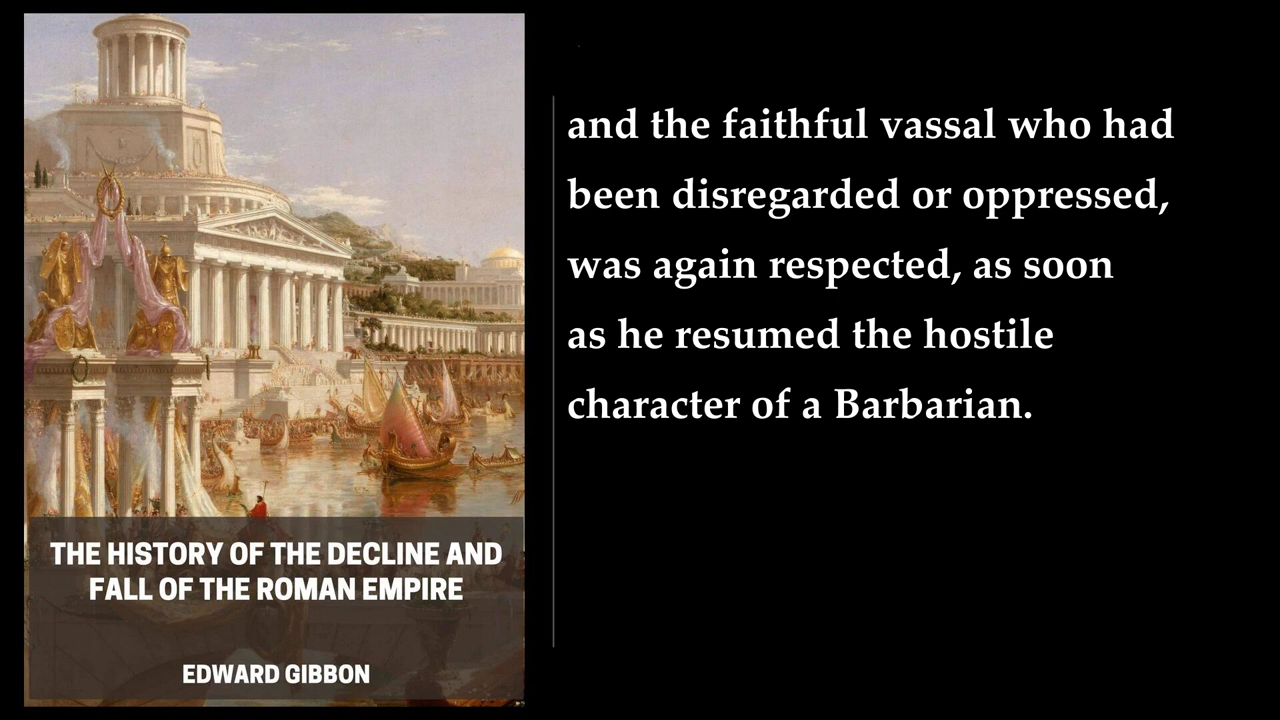 and the faithful vassal who had
been disregarded or oppressed,
was again respected, as soon
as he resumed the hostile
character of a Barbarian.
THE HISTORY OF THE DECLINE AND
FALL OF THE ROMAN EMPIRE
EDWARD GIBBON